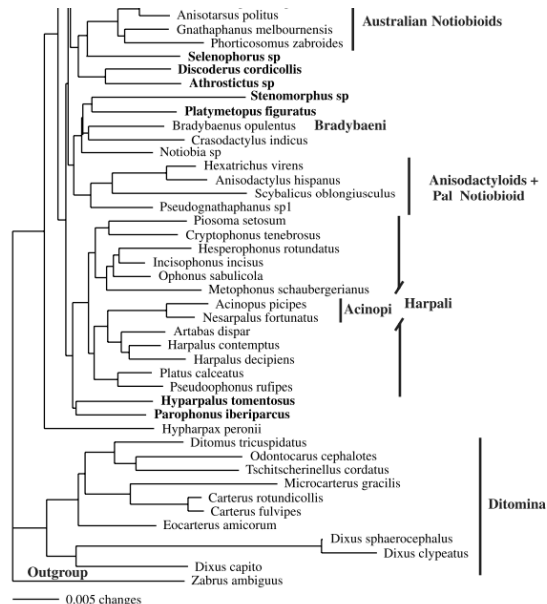 Anisotarsus politus
Australian Notiobioids
Gnathaphanus melbournensis
Phorticosomus zabroides
Selenophorus sp
Discoderus cordicollis
Athrostictus sp
Stenomorphus sp
Platymetopus figuratus
Bradybaenus opulentus
Bradybaeni
Crasodactylus indicus
Notiobia sp
Hexatrichus virens
Anisodactylus hispanus
Anisodactyloids +
Pal Notiobioid
Scybalicus oblongiusculus
Pseudognathaphanus sp1
Piosoma setosum
Cryptophonus tenebrosus
Hesperophonus rotundatus
Incisophonus incisus
Ophonus sabulicola
Metophonus schaubergerianus
Acinopus picipes
Acinopi
Harpali
Nesarpalus fortunatus
Artabas dispar
Harpalus contemptus
Harpalus decipiens
Platus calceatus
Pseudoophonus rufipes
Hyparpalus tomentosus
Parophonus iberiparcus
Hypharpax peronii
Ditomus tricuspidatus
Odontocarus cephalotes
Tschitscherinellus cordatus
Microcarterus gracilis
Carterus rotundicollis
Ditomina
Carterus fulvipes
Eocarterus amicorum
Dixus sphaerocephalus
Dixus clypeatus
Dixus capito
Outgroup
Zabrus ambiguus
0.005 changes